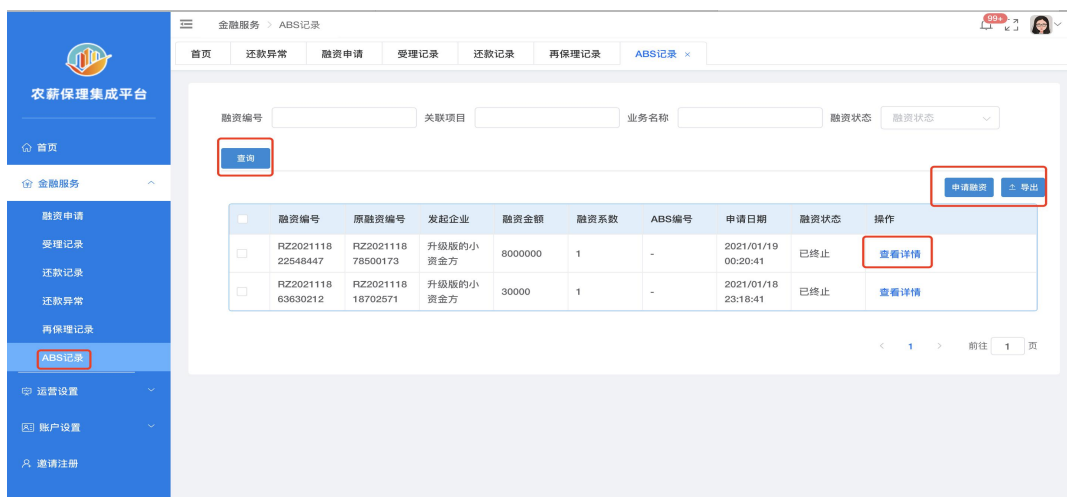 金融服务 > ABS记录
99+
首页 还款异常 融资申请 受理记录 还款记录 再保理记录 ABS记录 ×
农薪保理集成平台
首页
金融服务
融资申请
受理记录
还款记录
还款异常
再保理记录
ABS记录
运营设置
账户设置
邀请注册
融资编号 关联项目 业务名称 融资状态 融资状态
查询
申请融资 导出
融资编号 原融资编号 发起企业 融资金额 融资系数 ABS编号 申请日期 融资状态 操作
RZ2021118 RZ2021118 升级版的小 2021/01/19
8000000 1 - 已终止 查看详情
22548447 78500173 资金方 00:20:41
RZ2021118 RZ2021118 升级版的小 2021/01/18
30000 1 - 已终止 查看详情
63630212 18702571 资金方 23:18:41
< 1 > 前往 1 页